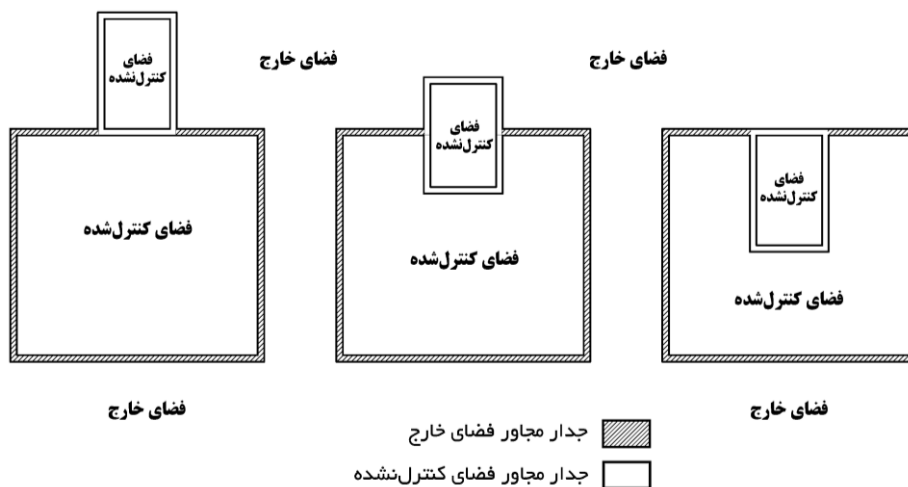 فضای خارج
فضای خارج
فضای
کنترل‌نشده
فضای
کنترل‌نشده
فضای
کنترل‌نشده
فضای کنترل‌شده
فضای کنترل‌شده
فضای کنترل‌شده
فضای خارج
فضای خارج
جدار مجاور فضای خارج
جدار مجاور فضای کنترل‌نشده